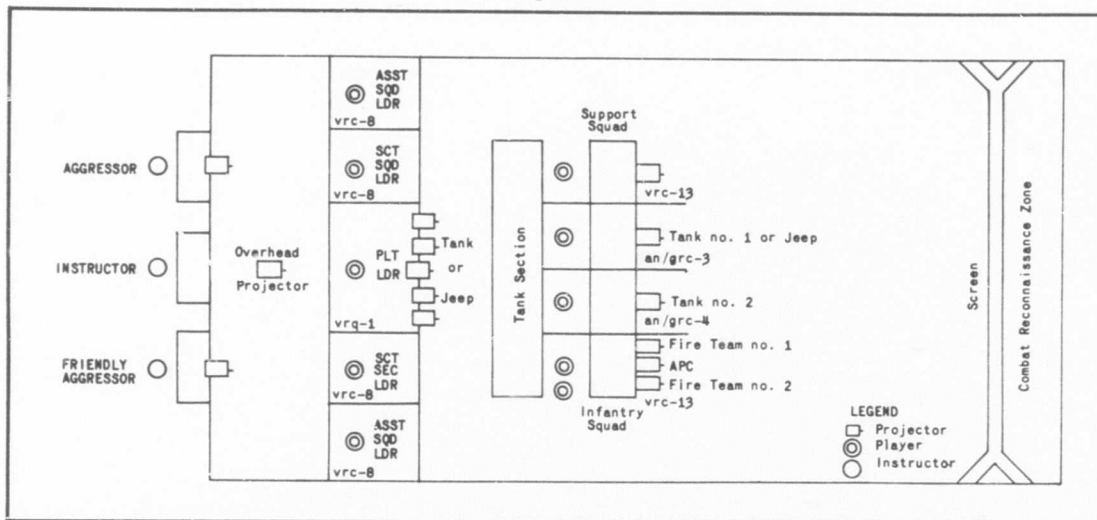 AGGRESSOR
INSTRUCTOR
FRIENDLY
AGGRESSOR
Overhead
Projector
ASST
SQD
LDR
vrc-8
SCT
SQD
LDR
vrc-8
PLT
LDR
vrq-1
SCT
SEC
LDR
vrc-8
ASST
SQD
LDR
vrc-8
Tank
or
Jeep
Tank Section
Support
Squad
vrc-13
Tank no. 1 or Jeep
an/grc-3
Tank no. 2
an/grc-4
Fire Team no. 1
APC
Fire Team no. 2
vrc-13
Infantry
Squad
Screen
Combat Reconnaissance Zone
LEGEND
Projector
Player
Instructor